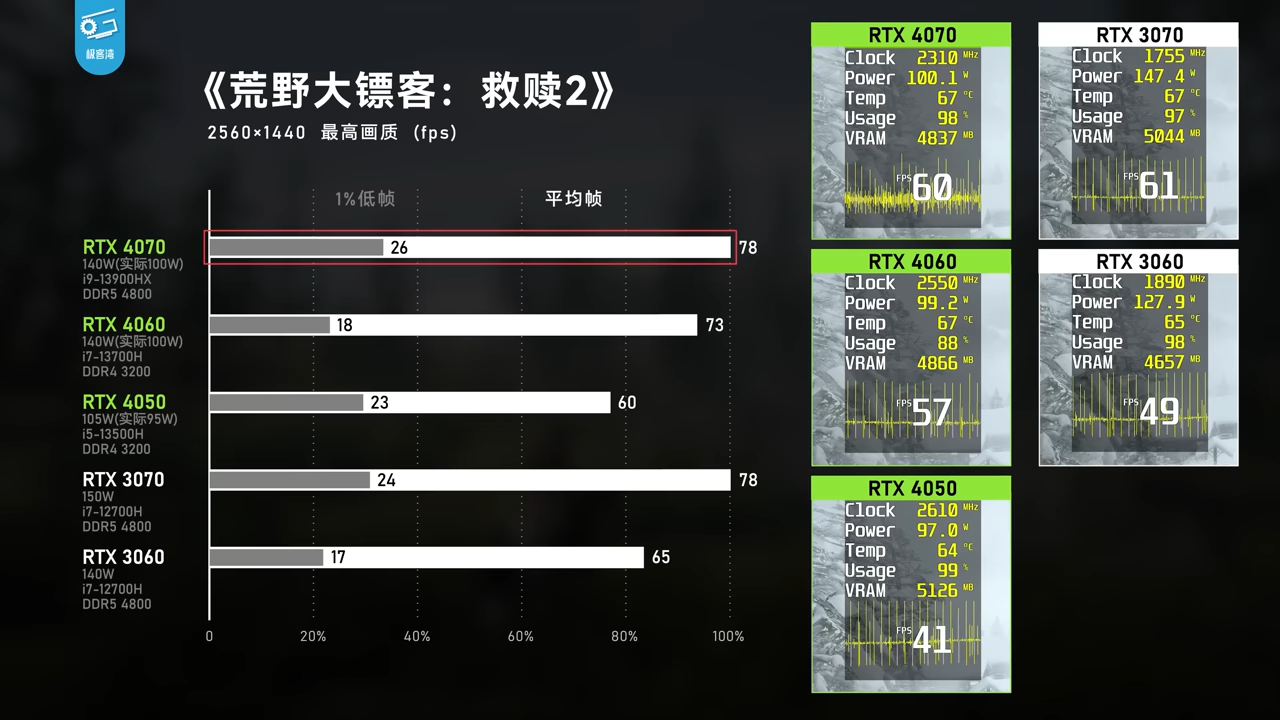 极客湾
《荒野大镖客：救赎2》
2560×1440 最高画质 (fps)
1%低帧 平均帧
RTX 4070
140W(实际100W)
i9-13900HX
DDR5 4800
26 78
RTX 4060
140W(实际100W)
i7-13700H
DDR4 3200
18 73
RTX 4050
105W(实际95W)
i5-13500H
DDR4 3200
23 60
RTX 3070
150W
i7-12700H
DDR5 4800
24 78
RTX 3060
140W
i7-12700H
DDR5 4800
17 65
0 20% 40% 60% 80% 100%
RTX 4070
Clock 2310 MHz
Power 100.1 W
Temp 67 °C
Usage 98 %
VRAM 4837 MB
FPS 60
RTX 3070
Clock 1755 MHz
Power 147.4 W
Temp 67 °C
Usage 97 %
VRAM 5044 MB
FPS 61
RTX 4060
Clock 2550 MHz
Power 99.2 W
Temp 67 °C
Usage 88 %
VRAM 4866 MB
FPS 57
RTX 3060
Clock 1890 MHz
Power 127.9 W
Temp 65 °C
Usage 98 %
VRAM 4657 MB
FPS 49
RTX 4050
Clock 2610 MHz
Power 97.0 W
Temp 64 °C
Usage 99 %
VRAM 5126 MB
FPS 41